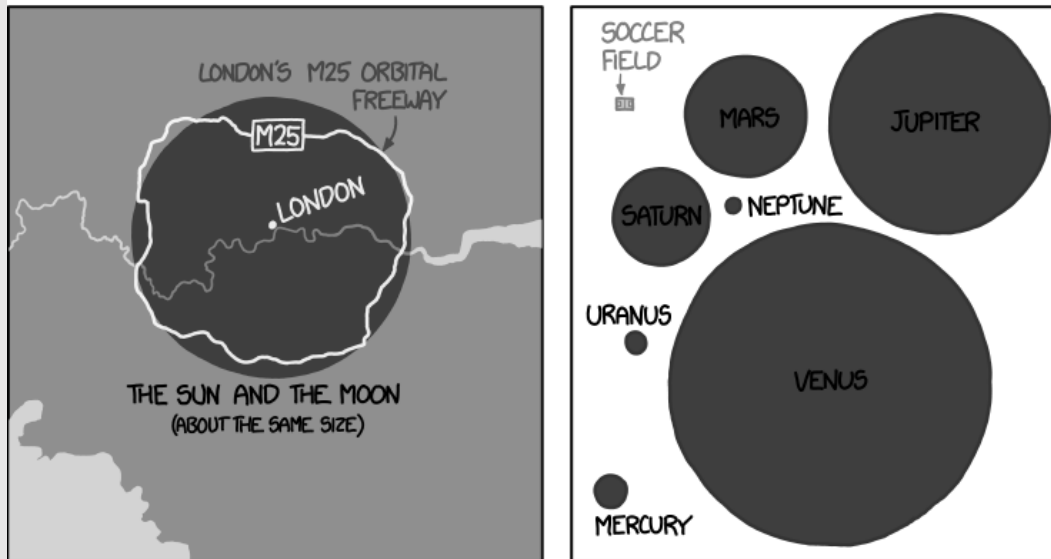 LONDON'S M25 ORBITAL
FREEWAY
M25
LONDON
THE SUN AND THE MOON
(ABOUT THE SAME SIZE)
SOCCER
FIELD
MARS
JUPITER
SATURN
NEPTUNE
URANUS
VENUS
MERCURY